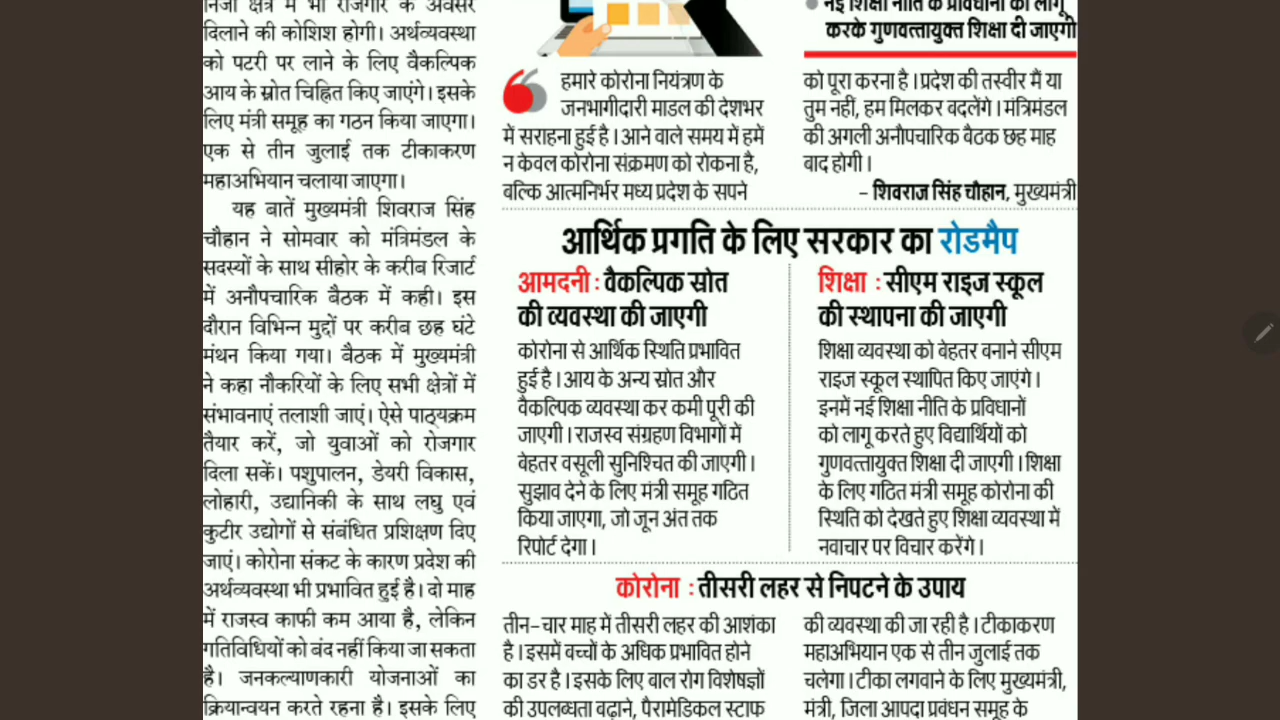 निजी क्षेत्र में भी रोजगार के अवसर
दिलाने की कोशिश होगी। अर्थव्यवस्था
को पटरी पर लाने के लिए वैकल्पिक
आय के स्रोत चिह्नित किए जाएंगे। इसके
लिए मंत्री समूह का गठन किया जाएगा।
एक से तीन जुलाई तक टीकाकरण
महाअभियान चलाया जाएगा।
यह बातें मुख्यमंत्री शिवराज सिंह
चौहान ने सोमवार को मंत्रिमंडल के
सदस्यों के साथ सीहोर के करीब रिजार्ट
में अनौपचारिक बैठक में कही। इस
दौरान विभिन्न मुद्दों पर करीब छह घंटे
मंथन किया गया। बैठक में मुख्यमंत्री
ने कहा नौकरियों के लिए सभी क्षेत्रों में
संभावनाएं तलाशी जाएं। ऐसे पाठ्यक्रम
तैयार करें, जो युवाओं को रोजगार
दिला सकें। पशुपालन, डेयरी विकास,
लोहारी, उद्यानिकी के साथ लघु एवं
कुटीर उद्योगों से संबंधित प्रशिक्षण दिए
जाएं। कोरोना संकट के कारण प्रदेश की
अर्थव्यवस्था भी प्रभावित हुई है। दो माह
में राजस्व काफी कम आया है, लेकिन
गतिविधियों को बंद नहीं किया जा सकता
है। जनकल्याणकारी योजनाओं का
क्रियान्वयन करते रहना है। इसके लिए
नई शिक्षा नीति के प्रावधानों को लागू
करके गुणवत्तायुक्त शिक्षा दी जाएगी
हमारे कोरोना नियंत्रण के
जनभागीदारी माडल की देशभर
में सराहना हुई है। आने वाले समय में हमें
न केवल कोरोना संक्रमण को रोकना है,
बल्कि आत्मनिर्भर मध्य प्रदेश के सपने
को पूरा करना है। प्रदेश की तस्वीर मैं या
तुम नहीं, हम मिलकर बदलेंगे। मंत्रिमंडल
की अगली अनौपचारिक बैठक छह माह
बाद होगी।
– शिवराज सिंह चौहान, मुख्यमंत्री
आर्थिक प्रगति के लिए सरकार का रोडमैप
आमदनी : वैकल्पिक स्रोत
की व्यवस्था की जाएगी
कोरोना से आर्थिक स्थिति प्रभावित
हुई है। आय के अन्य स्रोत और
वैकल्पिक व्यवस्था कर कमी पूरी की
जाएगी। राजस्व संग्रहण विभागों में
बेहतर वसूली सुनिश्चित की जाएगी।
सुझाव देने के लिए मंत्री समूह गठित
किया जाएगा, जो जून अंत तक
रिपोर्ट देगा।
शिक्षा : सीएम राइज स्कूल
की स्थापना की जाएगी
शिक्षा व्यवस्था को बेहतर बनाने सीएम
राइज स्कूल स्थापित किए जाएंगे।
इनमें नई शिक्षा नीति के प्रविधानों
को लागू करते हुए विद्यार्थियों को
गुणवत्तायुक्त शिक्षा दी जाएगी। शिक्षा
के लिए गठित मंत्री समूह कोरोना की
स्थिति को देखते हुए शिक्षा व्यवस्था में
नवाचार पर विचार करेंगे।
कोरोना : तीसरी लहर से निपटने के उपाय
तीन-चार माह में तीसरी लहर की आशंका
है। इसमें बच्चों के अधिक प्रभावित होने
का डर है। इसके लिए बाल रोग विशेषज्ञों
की उपलब्धता बढ़ाने, पैरामेडिकल स्टाफ
की व्यवस्था की जा रही है। टीकाकरण
महाअभियान एक से तीन जुलाई तक
चलेगा। टीका लगवाने के लिए मुख्यमंत्री,
मंत्री, जिला आपदा प्रबंधन समूह के